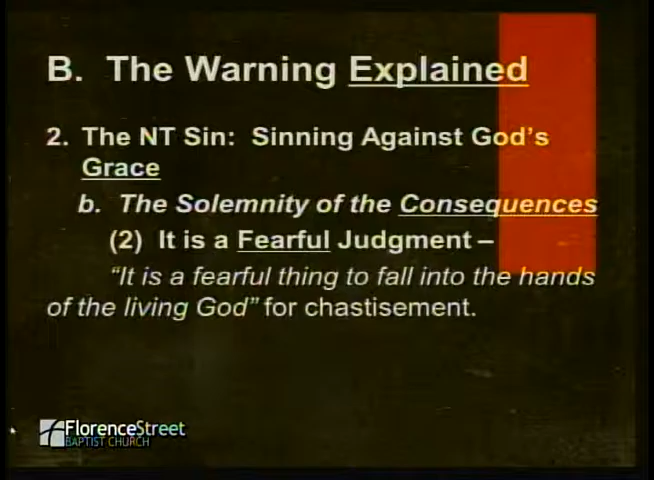 B. The Warning Explained
2. The NT Sin: Sinning Against God's
Grace
b. The Solemnity of the Consequences
(2) It is a Fearful Judgment –
“It is a fearful thing to fall into the hands
of the living God” for chastisement.
FlorenceStreet
BAPTIST CHURCH